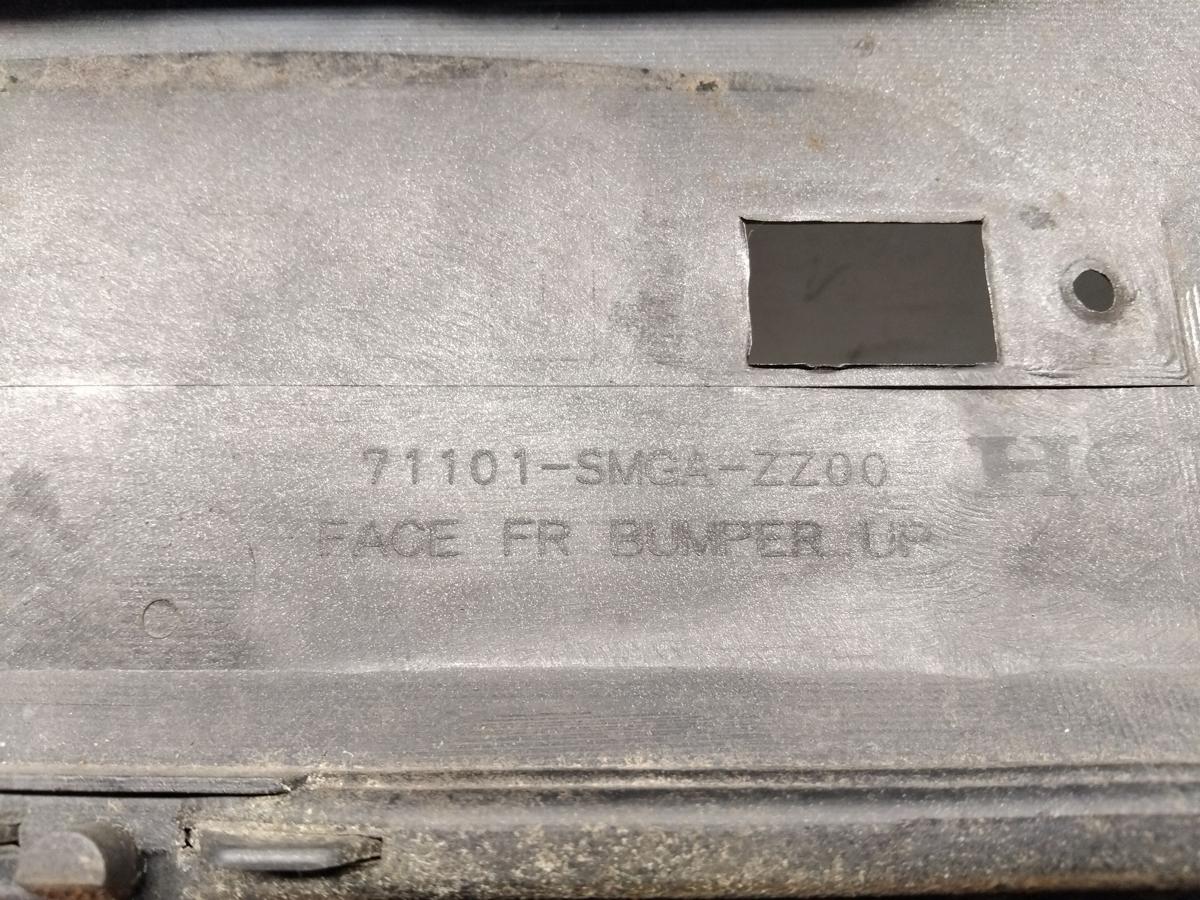 71101-SMGA-ZZ00
FACE FR BUMPER UP